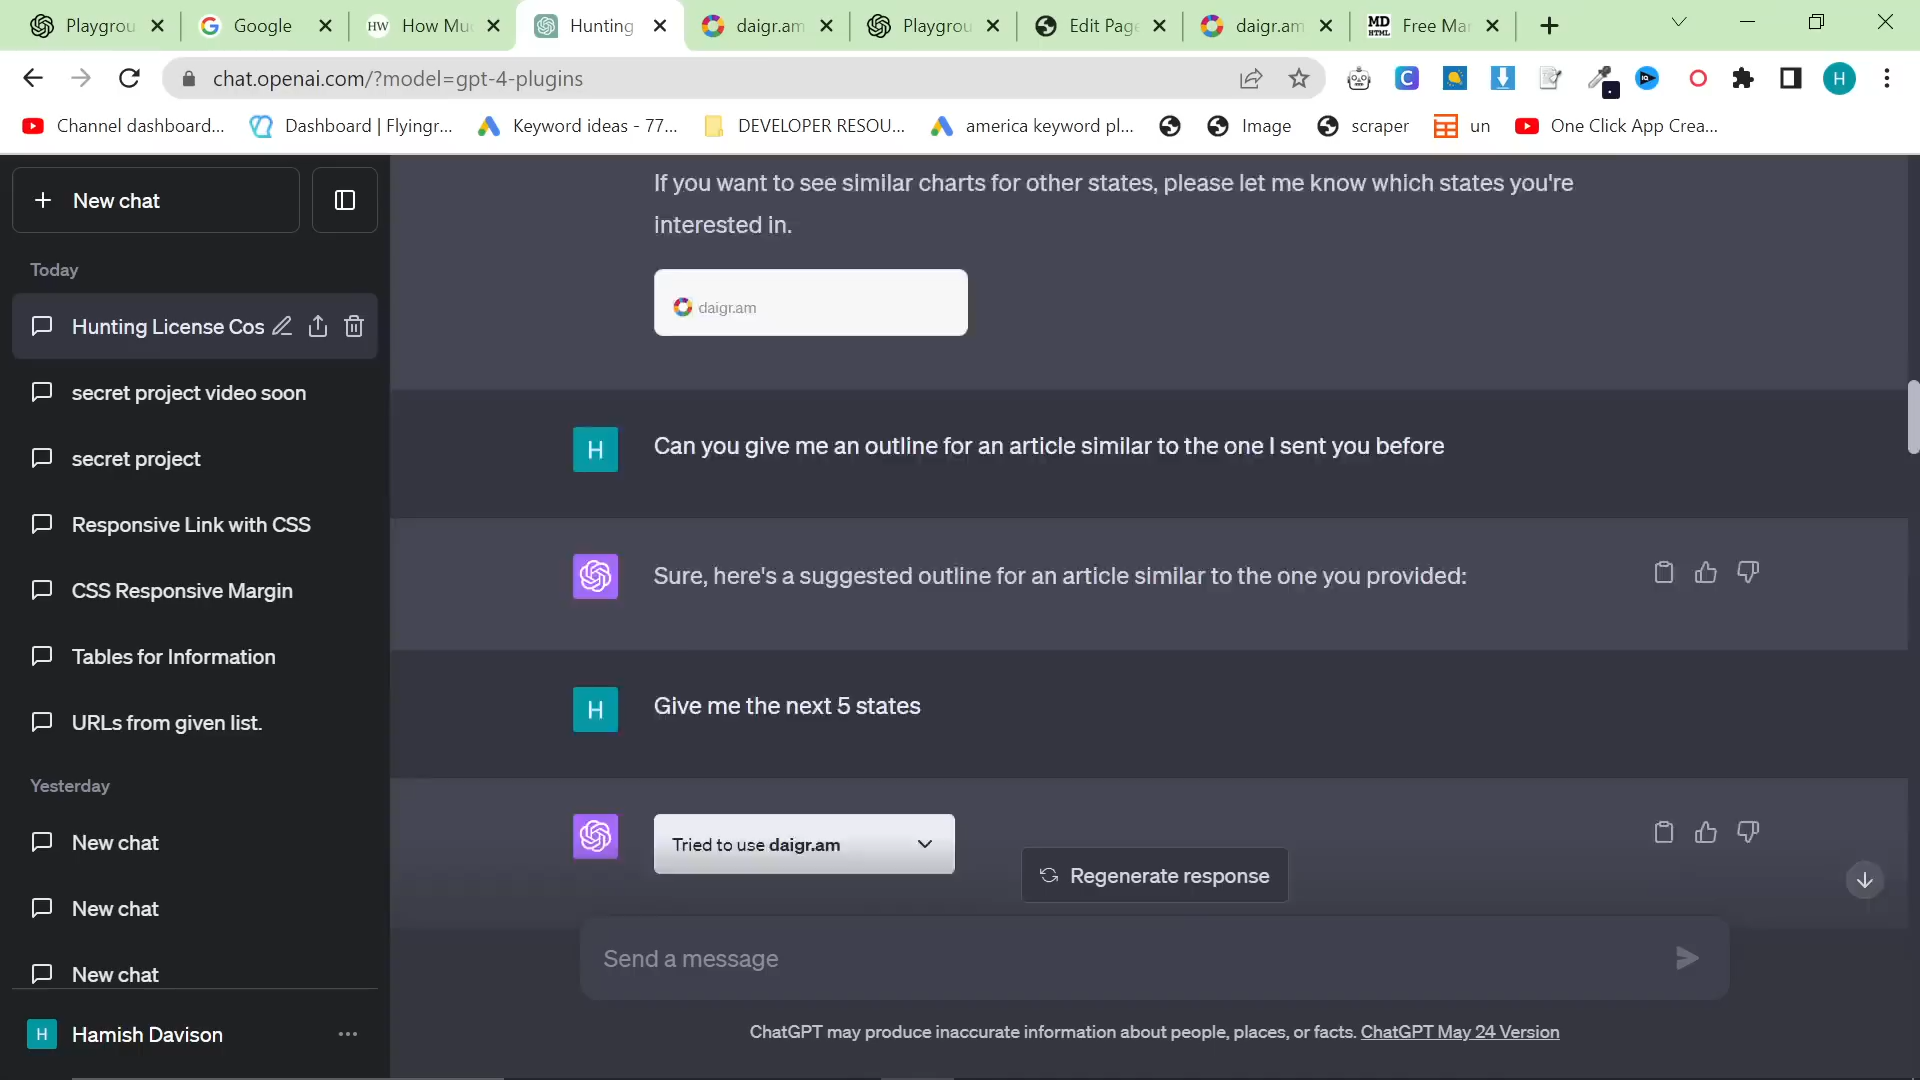 Playgrou
Google
HW How Mu
Hunting
daigr.am
Playgrou
Edit Page
daigr.am
MD HTML Free Mar
chat.openai.com/?model=gpt-4-plugins
C
H
Channel dashboard...
Dashboard | Flyingr...
Keyword ideas - 77...
DEVELOPER RESOU...
america keyword pl...
Image
scraper
un
One Click App Crea...
New chat
Today
Hunting License Cos
secret project video soon
secret project
Responsive Link with CSS
CSS Responsive Margin
Tables for Information
URLs from given list.
Yesterday
New chat
New chat
New chat
H Hamish Davison
If you want to see similar charts for other states, please let me know which states you're
interested in.
daigr.am
H Can you give me an outline for an article similar to the one I sent you before
Sure, here's a suggested outline for an article similar to the one you provided:
H Give me the next 5 states
Tried to use daigr.am
Regenerate response
Send a message
ChatGPT may produce inaccurate information about people, places, or facts. ChatGPT May 24 Version